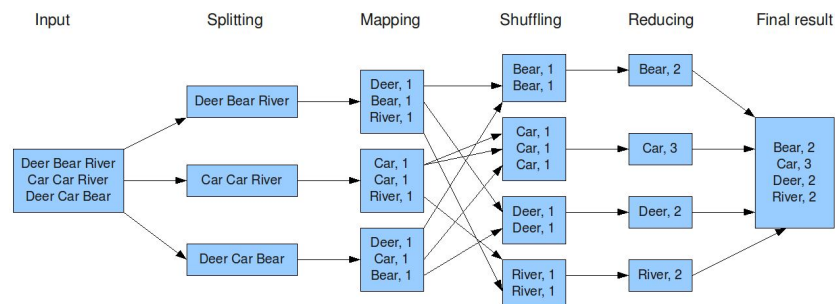 Input
Splitting
Mapping
Shuffling
Reducing
Final result
Deer Bear River
Car Car River
Deer Car Bear
Deer Bear River
Car Car River
Deer Car Bear
Deer, 1
Bear, 1
River, 1
Car, 1
Car, 1
River, 1
Deer, 1
Car, 1
Bear, 1
Bear, 1
Bear, 1
Car, 1
Car, 1
Car, 1
Deer, 1
Deer, 1
River, 1
River, 1
Bear, 2
Car, 3
Deer, 2
River, 2
Bear, 2
Car, 3
Deer, 2
River, 2